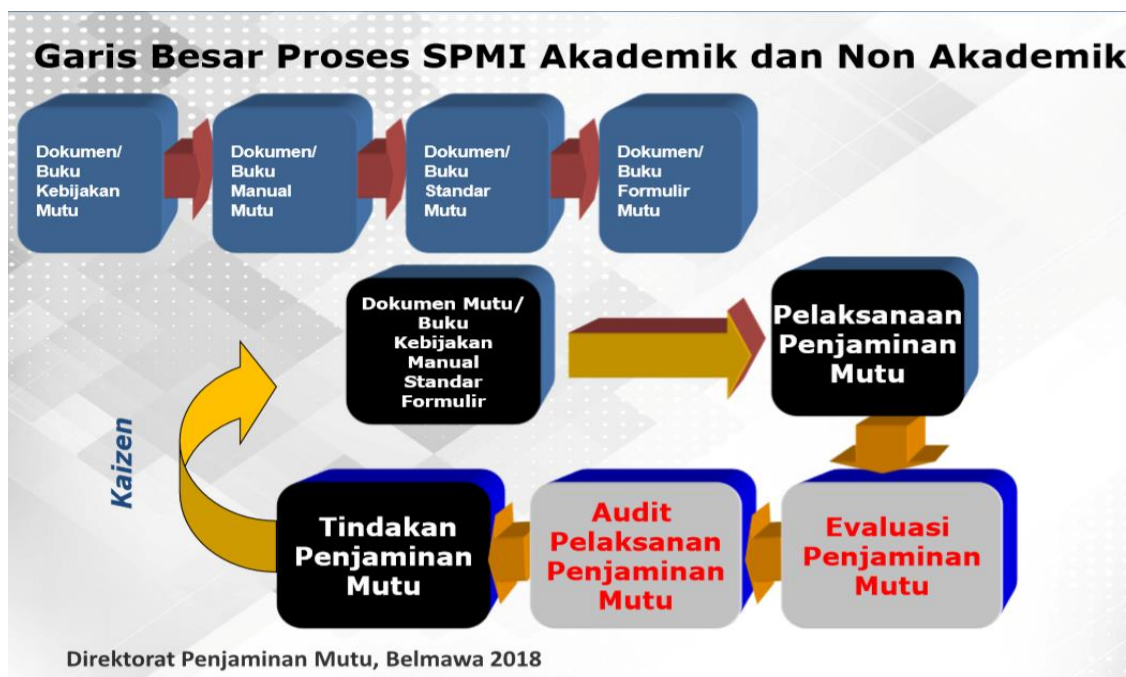 Garis Besar Proses SPMI Akademik dan Non Akademik
Dokumen/
Buku
Kebijakan
Mutu
Dokumen/
Buku
Manual
Mutu
Dokumen/
Buku
Standar
Mutu
Dokumen/
Buku
Formulir
Mutu
Dokumen Mutu/
Buku
Kebijakan
Manual
Standar
Formulir
Pelaksanaan
Penjaminan
Mutu
Evaluasi
Penjaminan
Mutu
Audit
Pelaksanan
Penjaminan
Mutu
Tindakan
Penjaminan
Mutu
Kaizen
Direktorat Penjaminan Mutu, Belmawa 2018